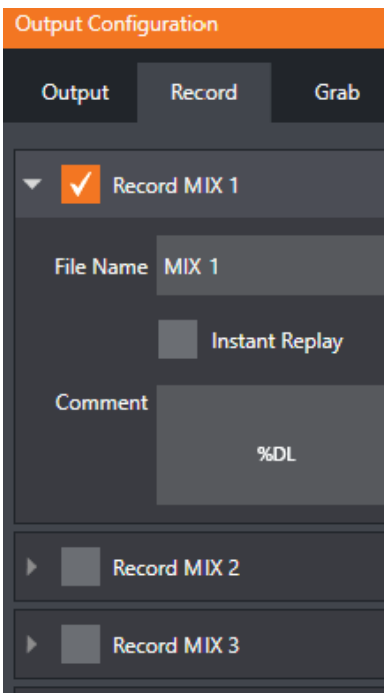 Output Configuration
Output Record Grab
Record MIX 1
File Name MIX 1
Instant Replay
Comment
%DL
Record MIX 2
Record MIX 3